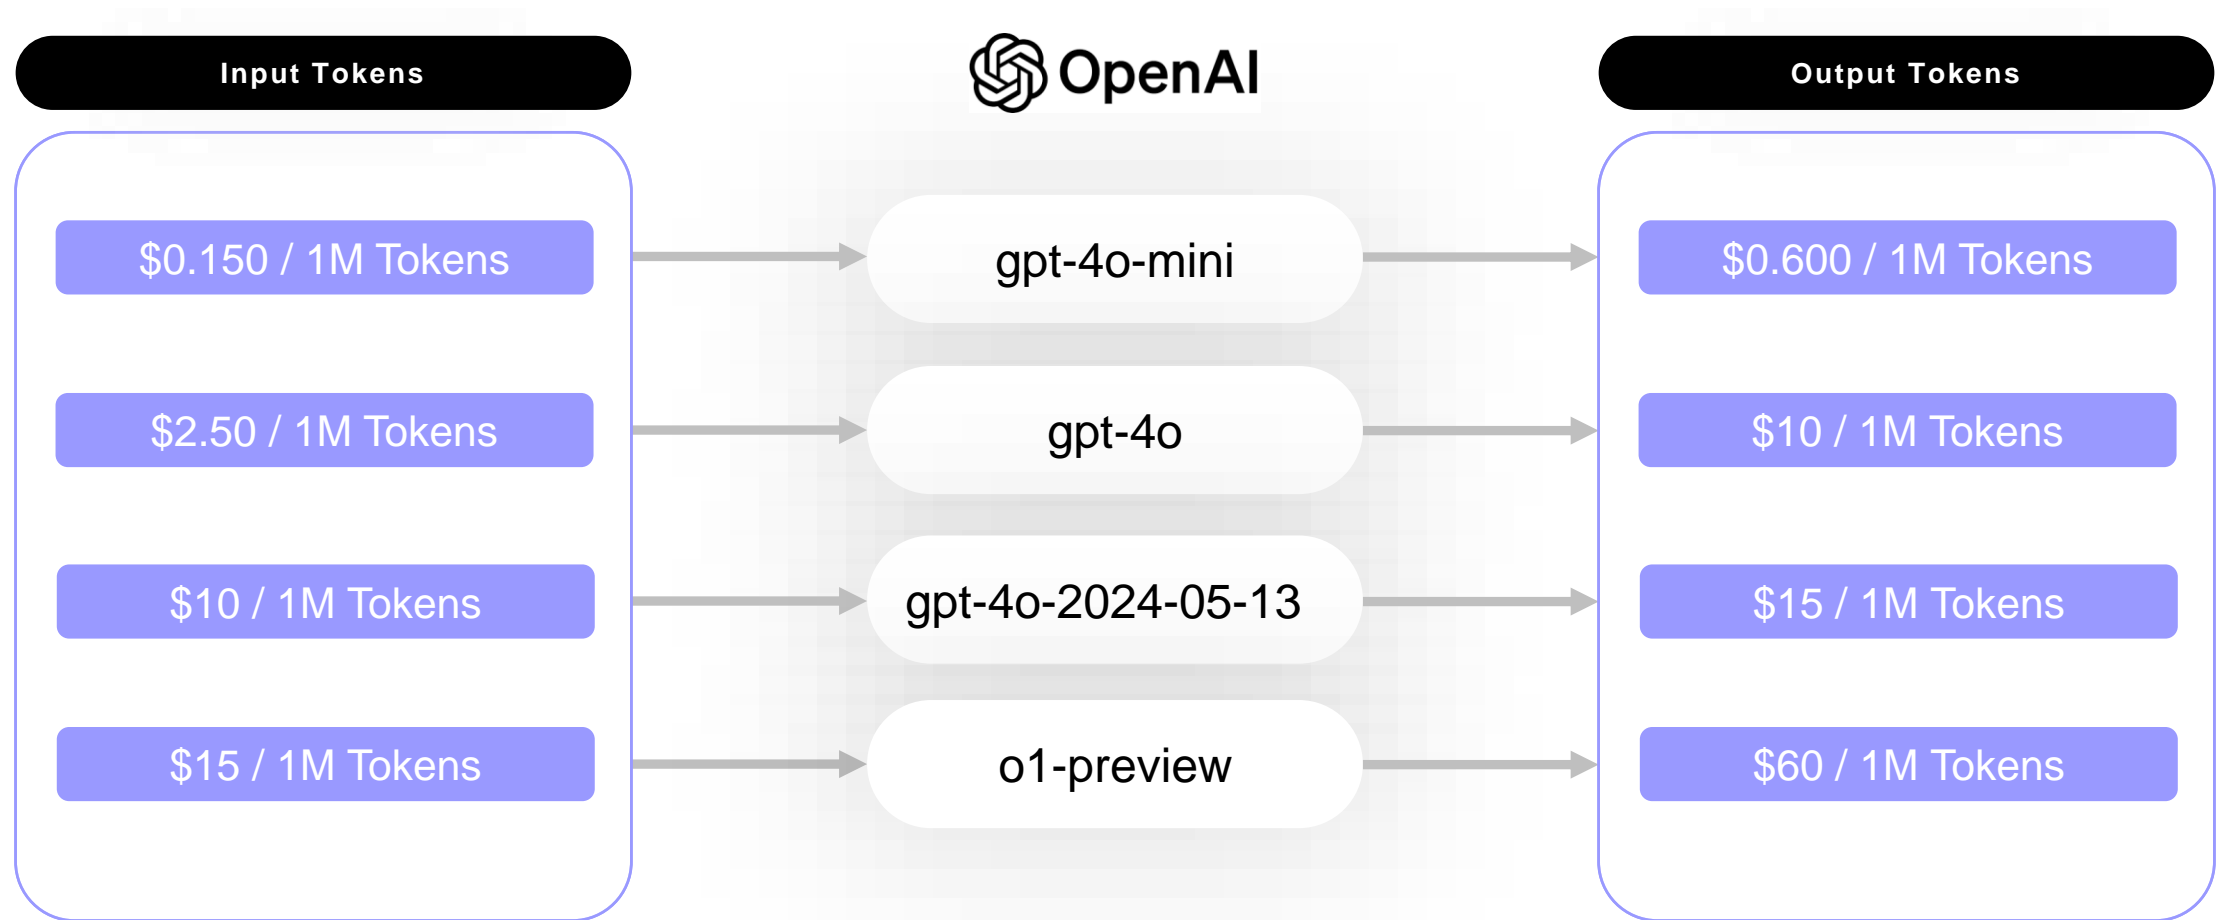 Input Tokens
OpenAI
Output Tokens
$0.150 / 1M Tokens
gpt-4o-mini
$0.600 / 1M Tokens
$2.50 / 1M Tokens
gpt-4o
$10 / 1M Tokens
$10 / 1M Tokens
gpt-4o-2024-05-13
$15 / 1M Tokens
$15 / 1M Tokens
o1-preview
$60 / 1M Tokens